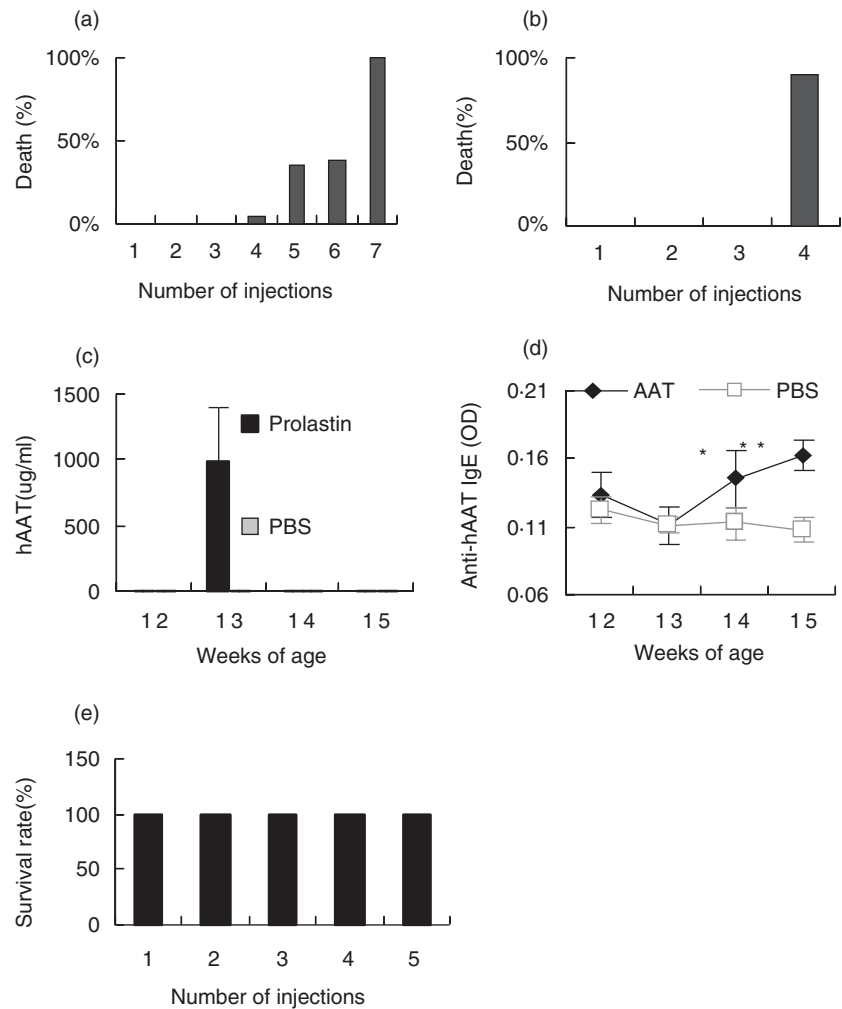 (a)
100%
50%
0%
Death (%)
1 2 3 4 5 6 7
Number of injections
(b)
100%
50%
0%
Death(%)
1 2 3 4
Number of injections
(c)
1500
1000
500
0
hAAT(ug/ml)
Prolastin
PBS
12 13 14 15
Weeks of age
(d)
AAT PBS
0·21
0·16
0·11
0·06
Anti-hAAT IgE (OD)
* * *
12 13 14 15
Weeks of age
(e)
150
100
50
0
Survival rate(%)
1 2 3 4 5
Number of injections